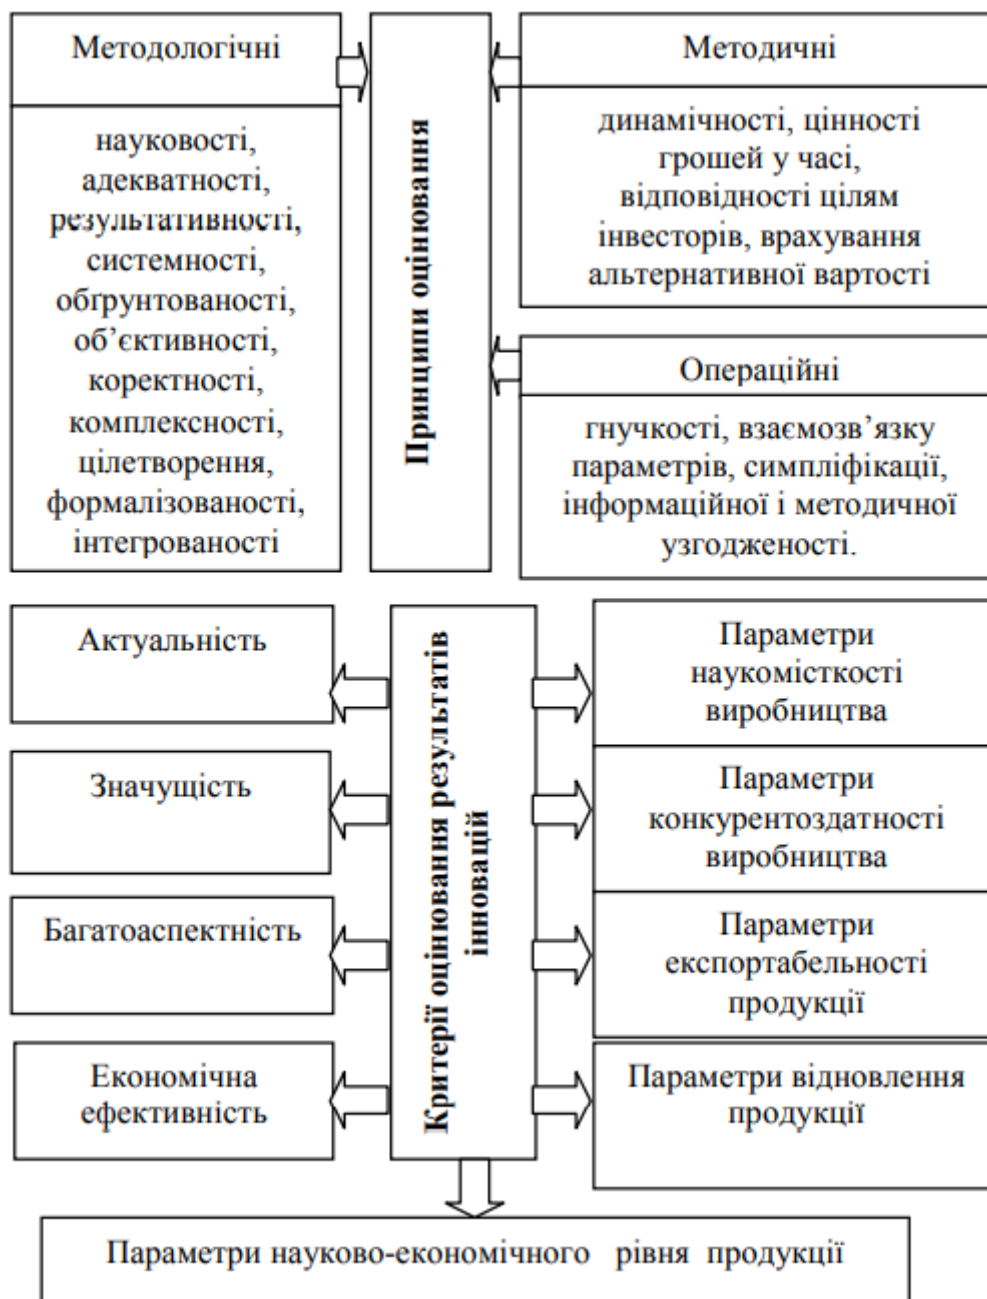 Методологічні
науковості,
адекватності,
результативності,
системності,
обґрунтованості,
об’єктивності,
коректності,
комплексності,
цілетворення,
формалізованості,
інтегрованості
Принципи оцінювання
Методичні
динамічності, цінності
грошей у часі,
відповідності цілям
інвесторів, врахування
альтернативної вартості
Операційні
гнучкості, взаємозв’язку
параметрів, симпліфікації,
інформаційної і методичної
узгодженості.
Актуальність
Значущість
Багатоаспектність
Економічна
ефективність
Критерії оцінювання результатів
інновацій
Параметри
наукомісткості
виробництва
Параметри
конкурентоздатності
виробництва
Параметри
експортабельності
продукції
Параметри відновлення
продукції
Параметри науково-економічного рівня продукції